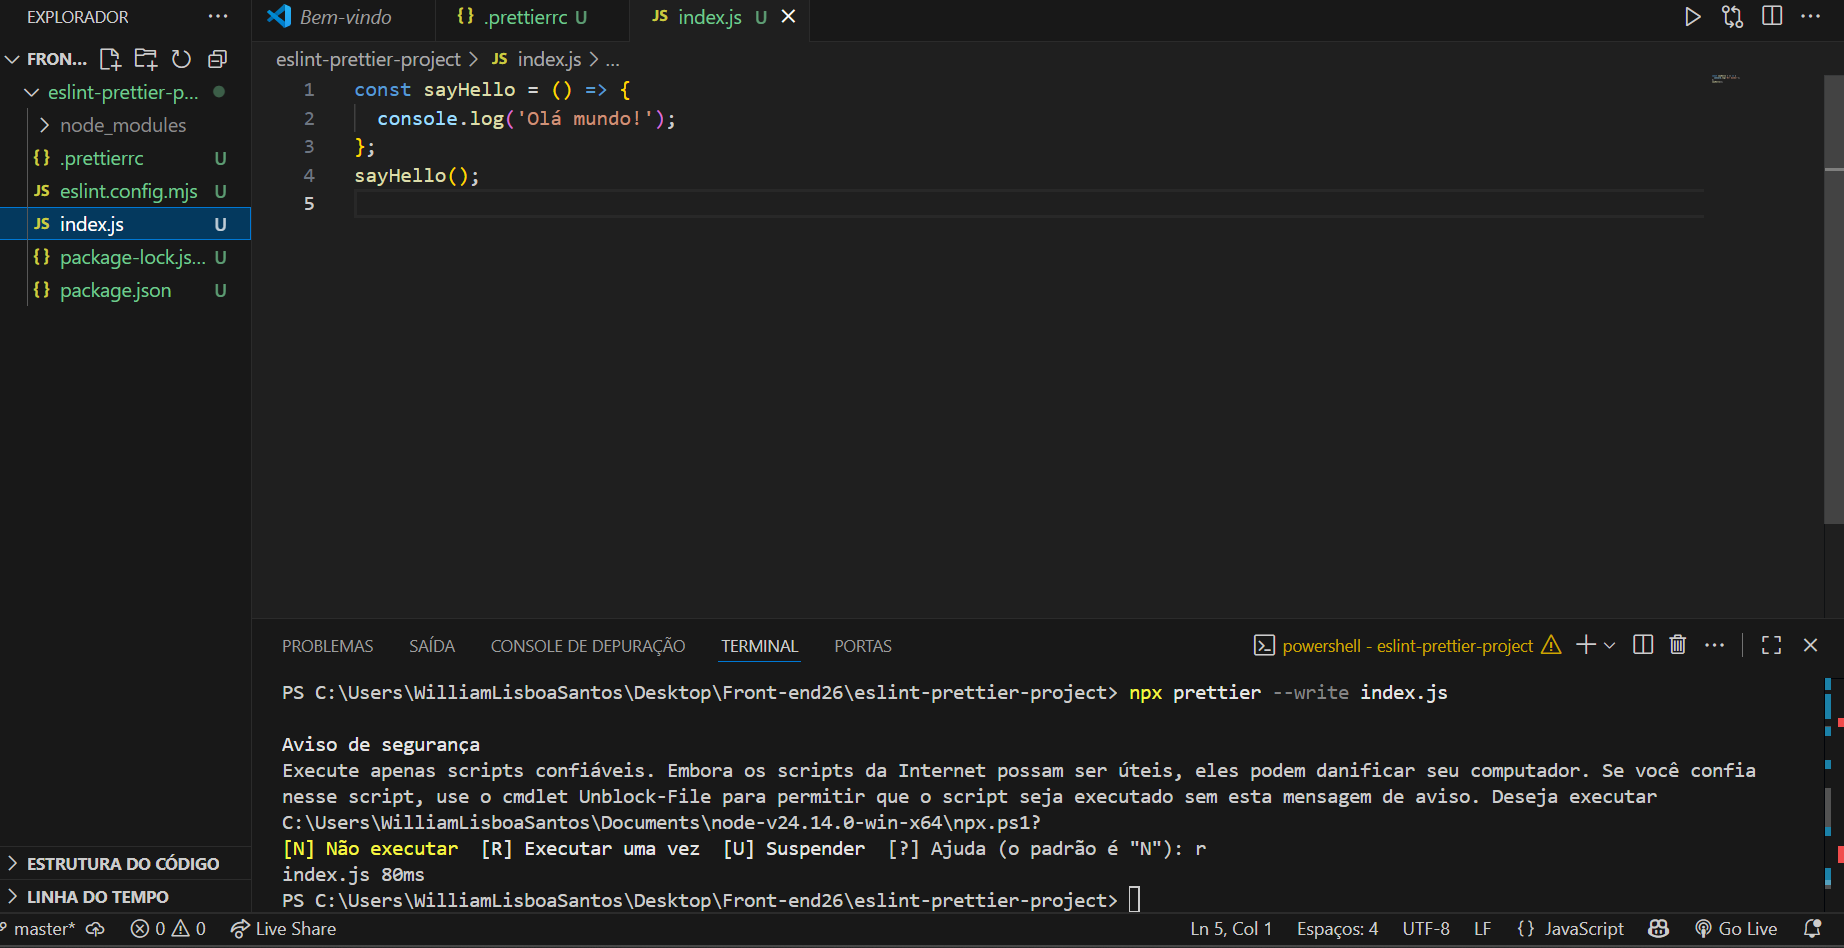 EXPLORADOR
FRON...
eslint-prettier-p...
node_modules
{} .prettierrc U
JS eslint.config.mjs U
JS index.js U
{} package-lock.js... U
{} package.json U
ESTRUTURA DO CÓDIGO
LINHA DO TEMPO
Bem-vindo {} .prettierrc U JS index.js U
eslint-prettier-project > JS index.js > ...
1 const sayHello = () => {
2 console.log('Olá mundo!');
3 };
4 sayHello();
5
PROBLEMAS SAÍDA CONSOLE DE DEPURAÇÃO TERMINAL PORTAS powershell - eslint-prettier-project
PS C:\Users\WilliamLisboaSantos\Desktop\Front-end26\eslint-prettier-project> npx prettier --write index.js
Aviso de segurança
Execute apenas scripts confiáveis. Embora os scripts da Internet possam ser úteis, eles podem danificar seu computador. Se você confia
nesse script, use o cmdlet Unblock-File para permitir que o script seja executado sem esta mensagem de aviso. Deseja executar
C:\Users\WilliamLisboaSantos\Documents\node-v24.14.0-win-x64\npx.ps1?
[N] Não executar [R] Executar uma vez [U] Suspender [?] Ajuda (o padrão é "N"): r
index.js 80ms
PS C:\Users\WilliamLisboaSantos\Desktop\Front-end26\eslint-prettier-project>
master* 0 0 Live Share Ln 5, Col 1 Espaços: 4 UTF-8 LF {} JavaScript Go Live